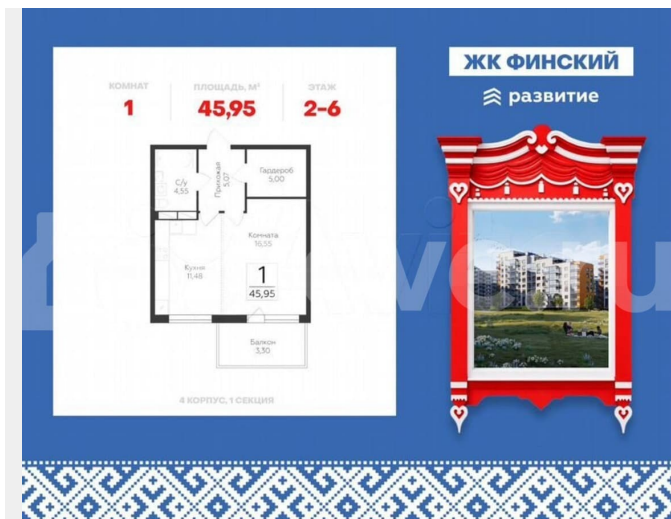 КОМНАТ
1
ПЛОЩАДЬ, М²
45,95
ЭТАЖ
2-6
С/у
4,55
Прихожая
5,07
Гардероб
5,00
Комната
16,55
Кухня
11,48
1
45,95
Балкон
3,30
4 КОРПУС, 1 СЕКЦИЯ
ЖК ФИНСКИЙ
развитие